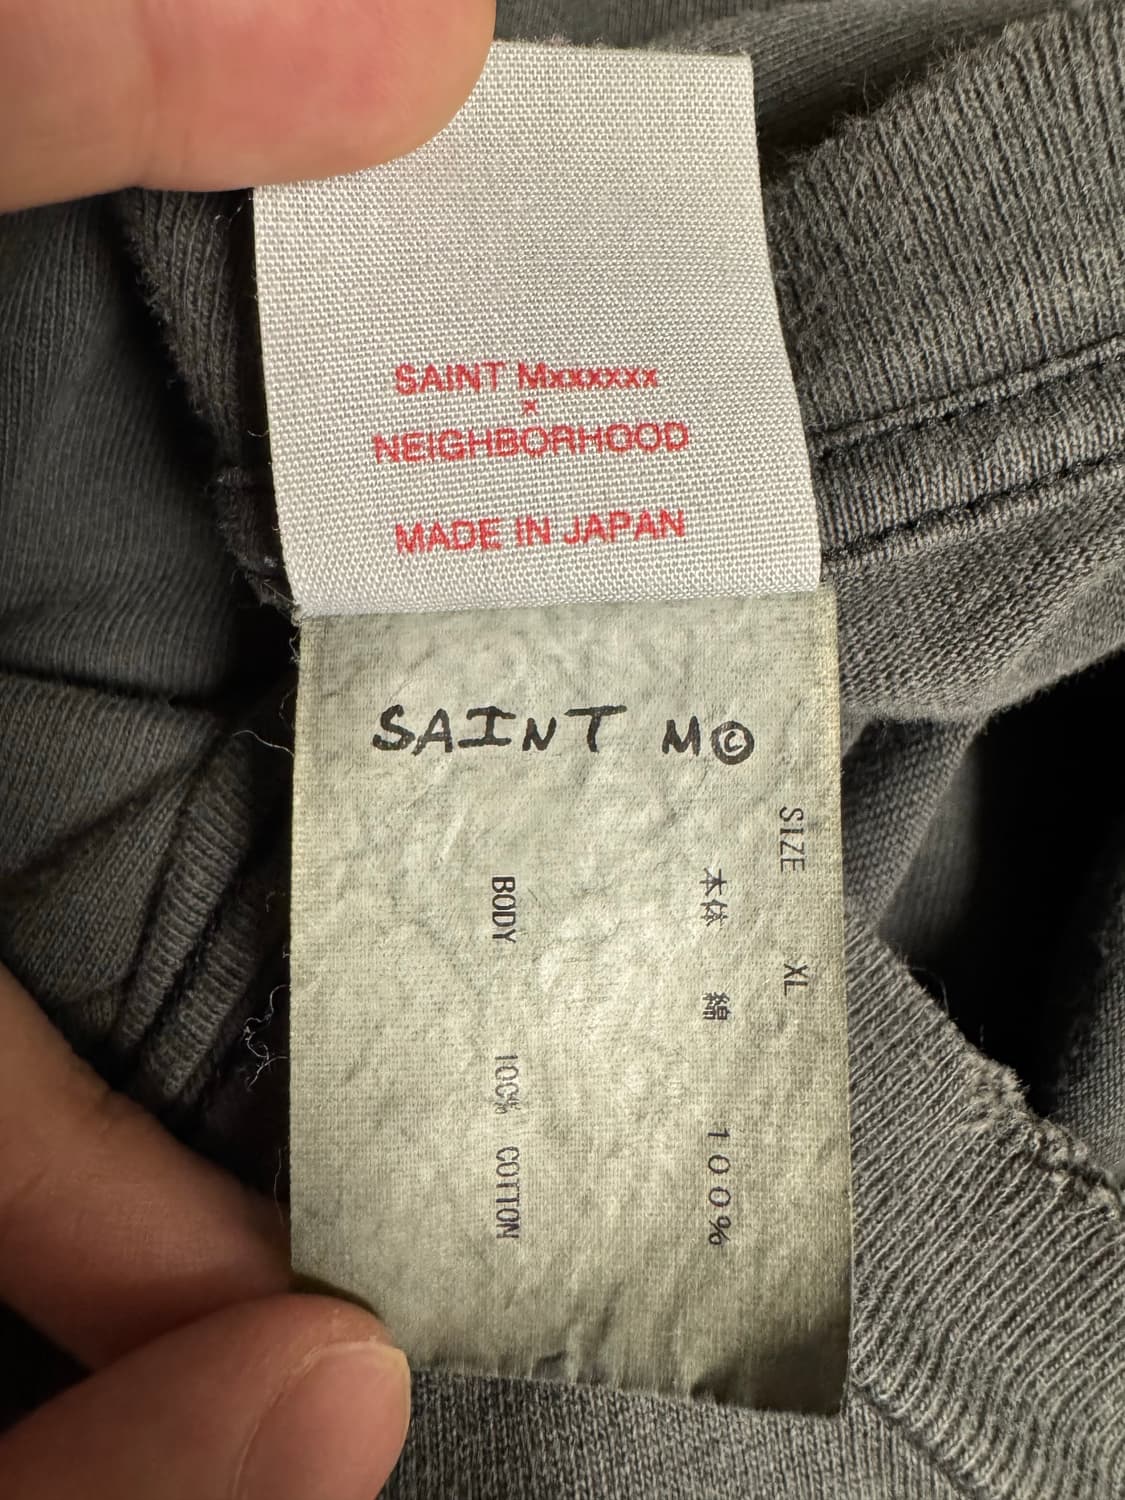 SAINT Mxxxxxx
×
NEIGHBORHOOD
MADE IN JAPAN
SAINT M©
SIZE XL
本体 綿 100%
BODY 100% COTTON